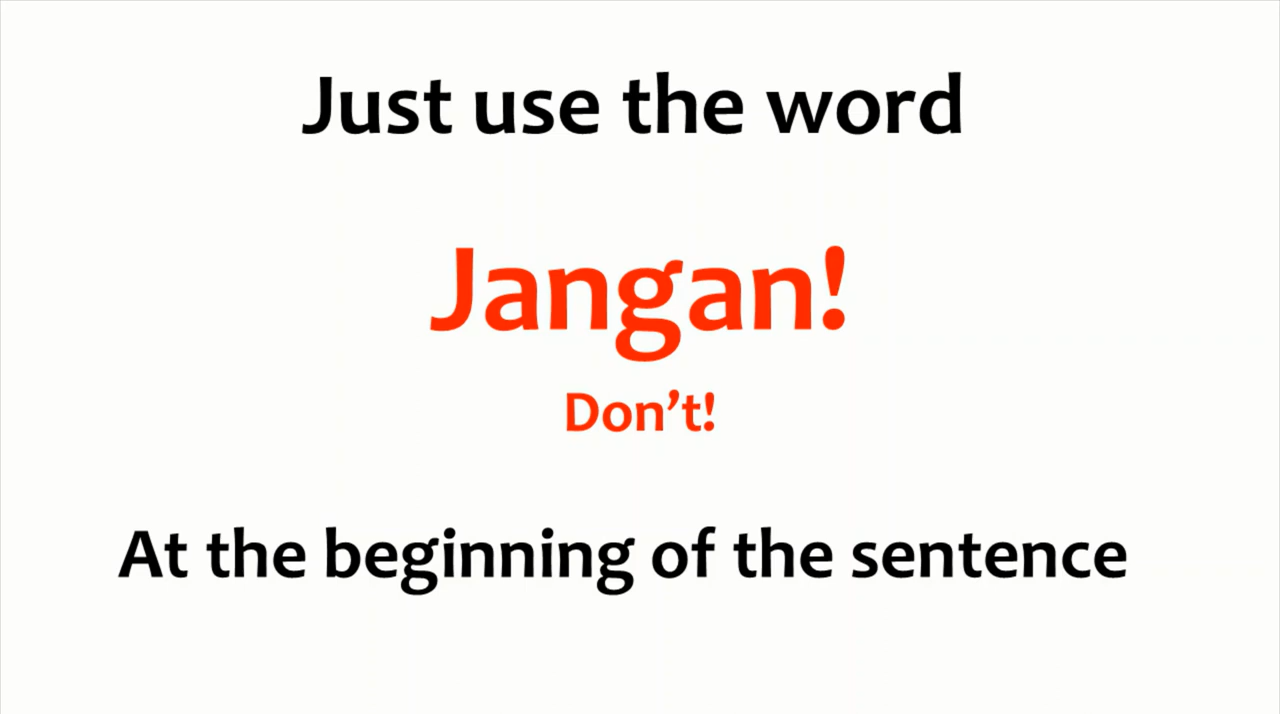 Just use the word
Jangan!
Don’t!
At the beginning of the sentence